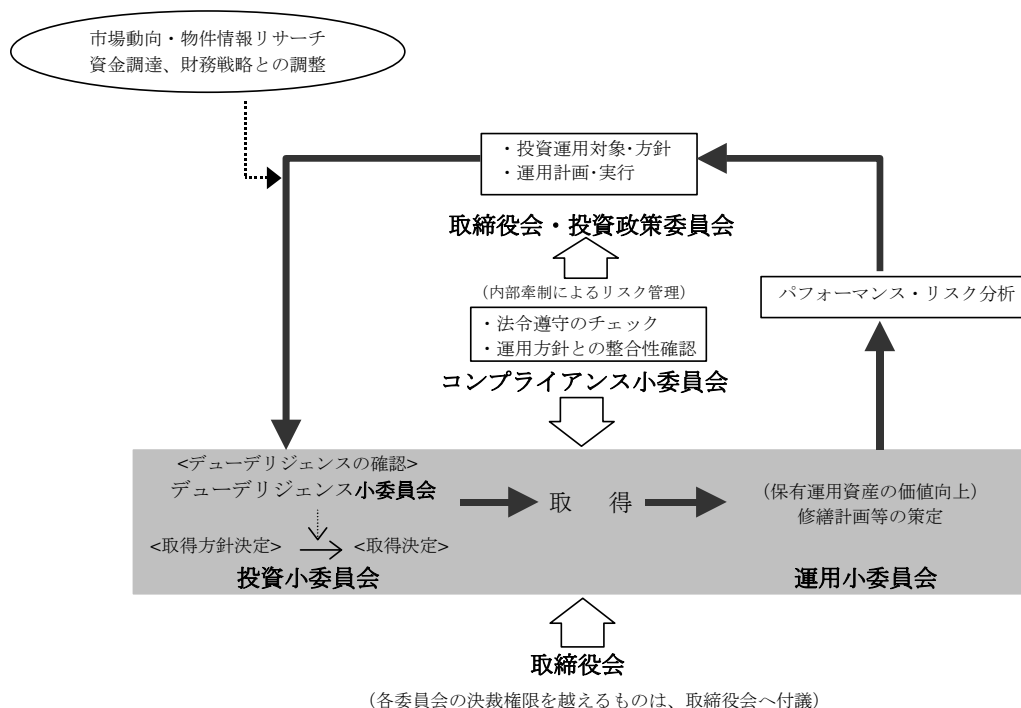 市場動向・物件情報リサーチ
資金調達、財務戦略との調整
・投資運用対象・方針
・運用計画・実行
取締役会・投資政策委員会
(内部牽制によるリスク管理)
・法令遵守のチェック
・運用方針との整合性確認
コンプライアンス小委員会
パフォーマンス・リスク分析
<デューデリジェンスの確認>
デューデリジェンス小委員会
<取得方針決定>
<取得決定>
投資小委員会
取 得
(保有運用資産の価値向上)
修繕計画等の策定
運用小委員会
取締役会
(各委員会の決裁権限を越えるものは、取締役会へ付議)